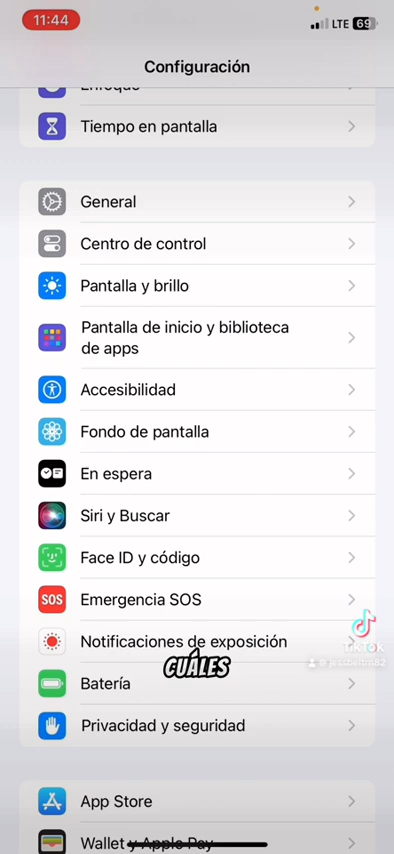 11:44
LTE 69
Configuración
Enfoque
Tiempo en pantalla
General
Centro de control
Pantalla y brillo
Pantalla de inicio y biblioteca
de apps
Accesibilidad
Fondo de pantalla
En espera
Siri y Buscar
Face ID y código
SOS Emergencia SOS
Notificaciones de exposición
TikTok
@jessbeltrn82
CUÁLES
Batería
Privacidad y seguridad
App Store
Wallet y Apple Pay